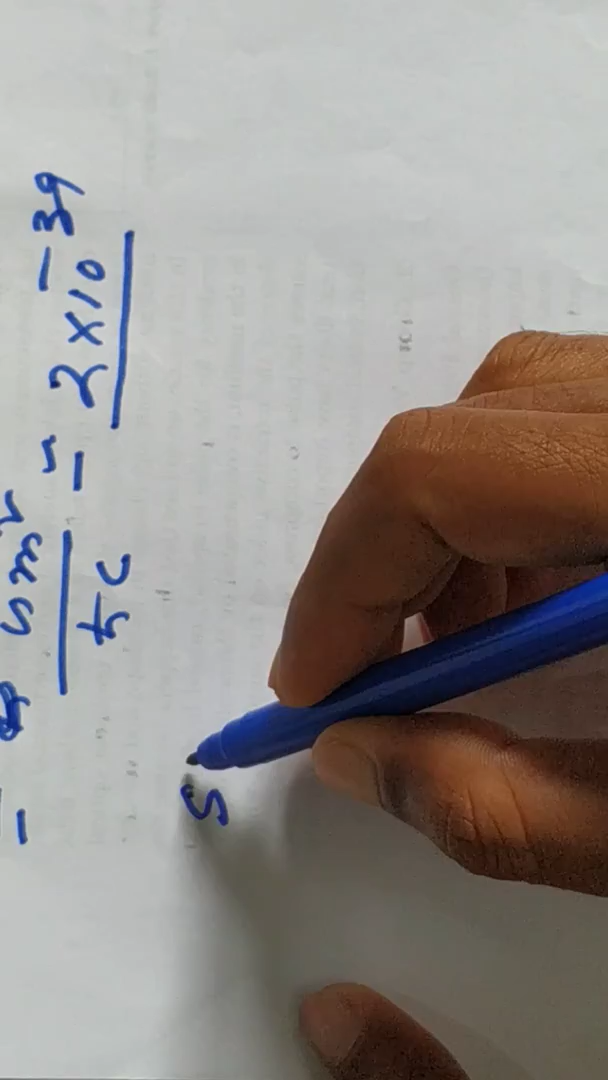 = Gm² / ħc ≃ 2×10⁻³⁹